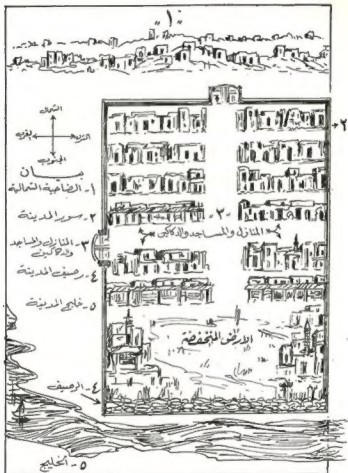 -١-
الشمال
الشرق
الغرب
الجنوب
بيان
١- الضاحية الشمالية
٢- سور المدينة
٣- المنازل والمساجد
والدكاكين
٤- رصيف المدينة
٥- خليج المدينة
٢
-٣-
المنازل والمساجد والدكاكين
الارض المنخفضة
٤- الرصيف
٥- الخليج